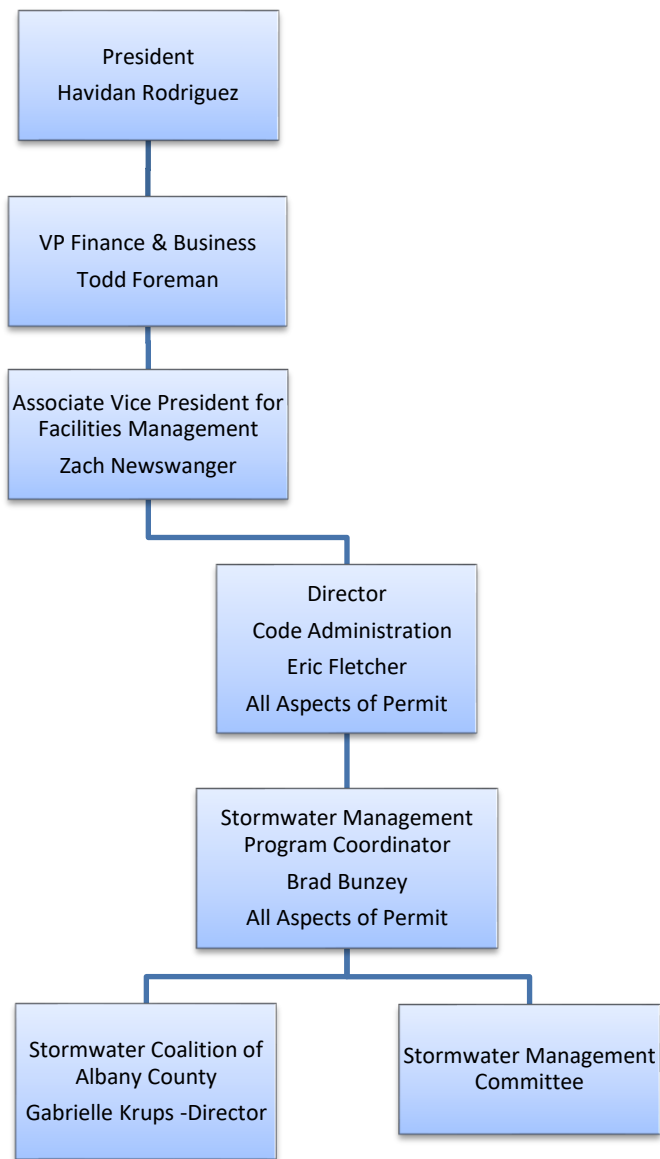 President
Havidan Rodriguez
VP Finance & Business
Todd Foreman
Associate Vice President for
Facilities Management
Zach Newswanger
Director
Code Administration
Eric Fletcher
All Aspects of Permit
Stormwater Management
Program Coordinator
Brad Bunzey
All Aspects of Permit
Stormwater Coalition of
Albany County
Gabrielle Krups -Director
Stormwater Management
Committee